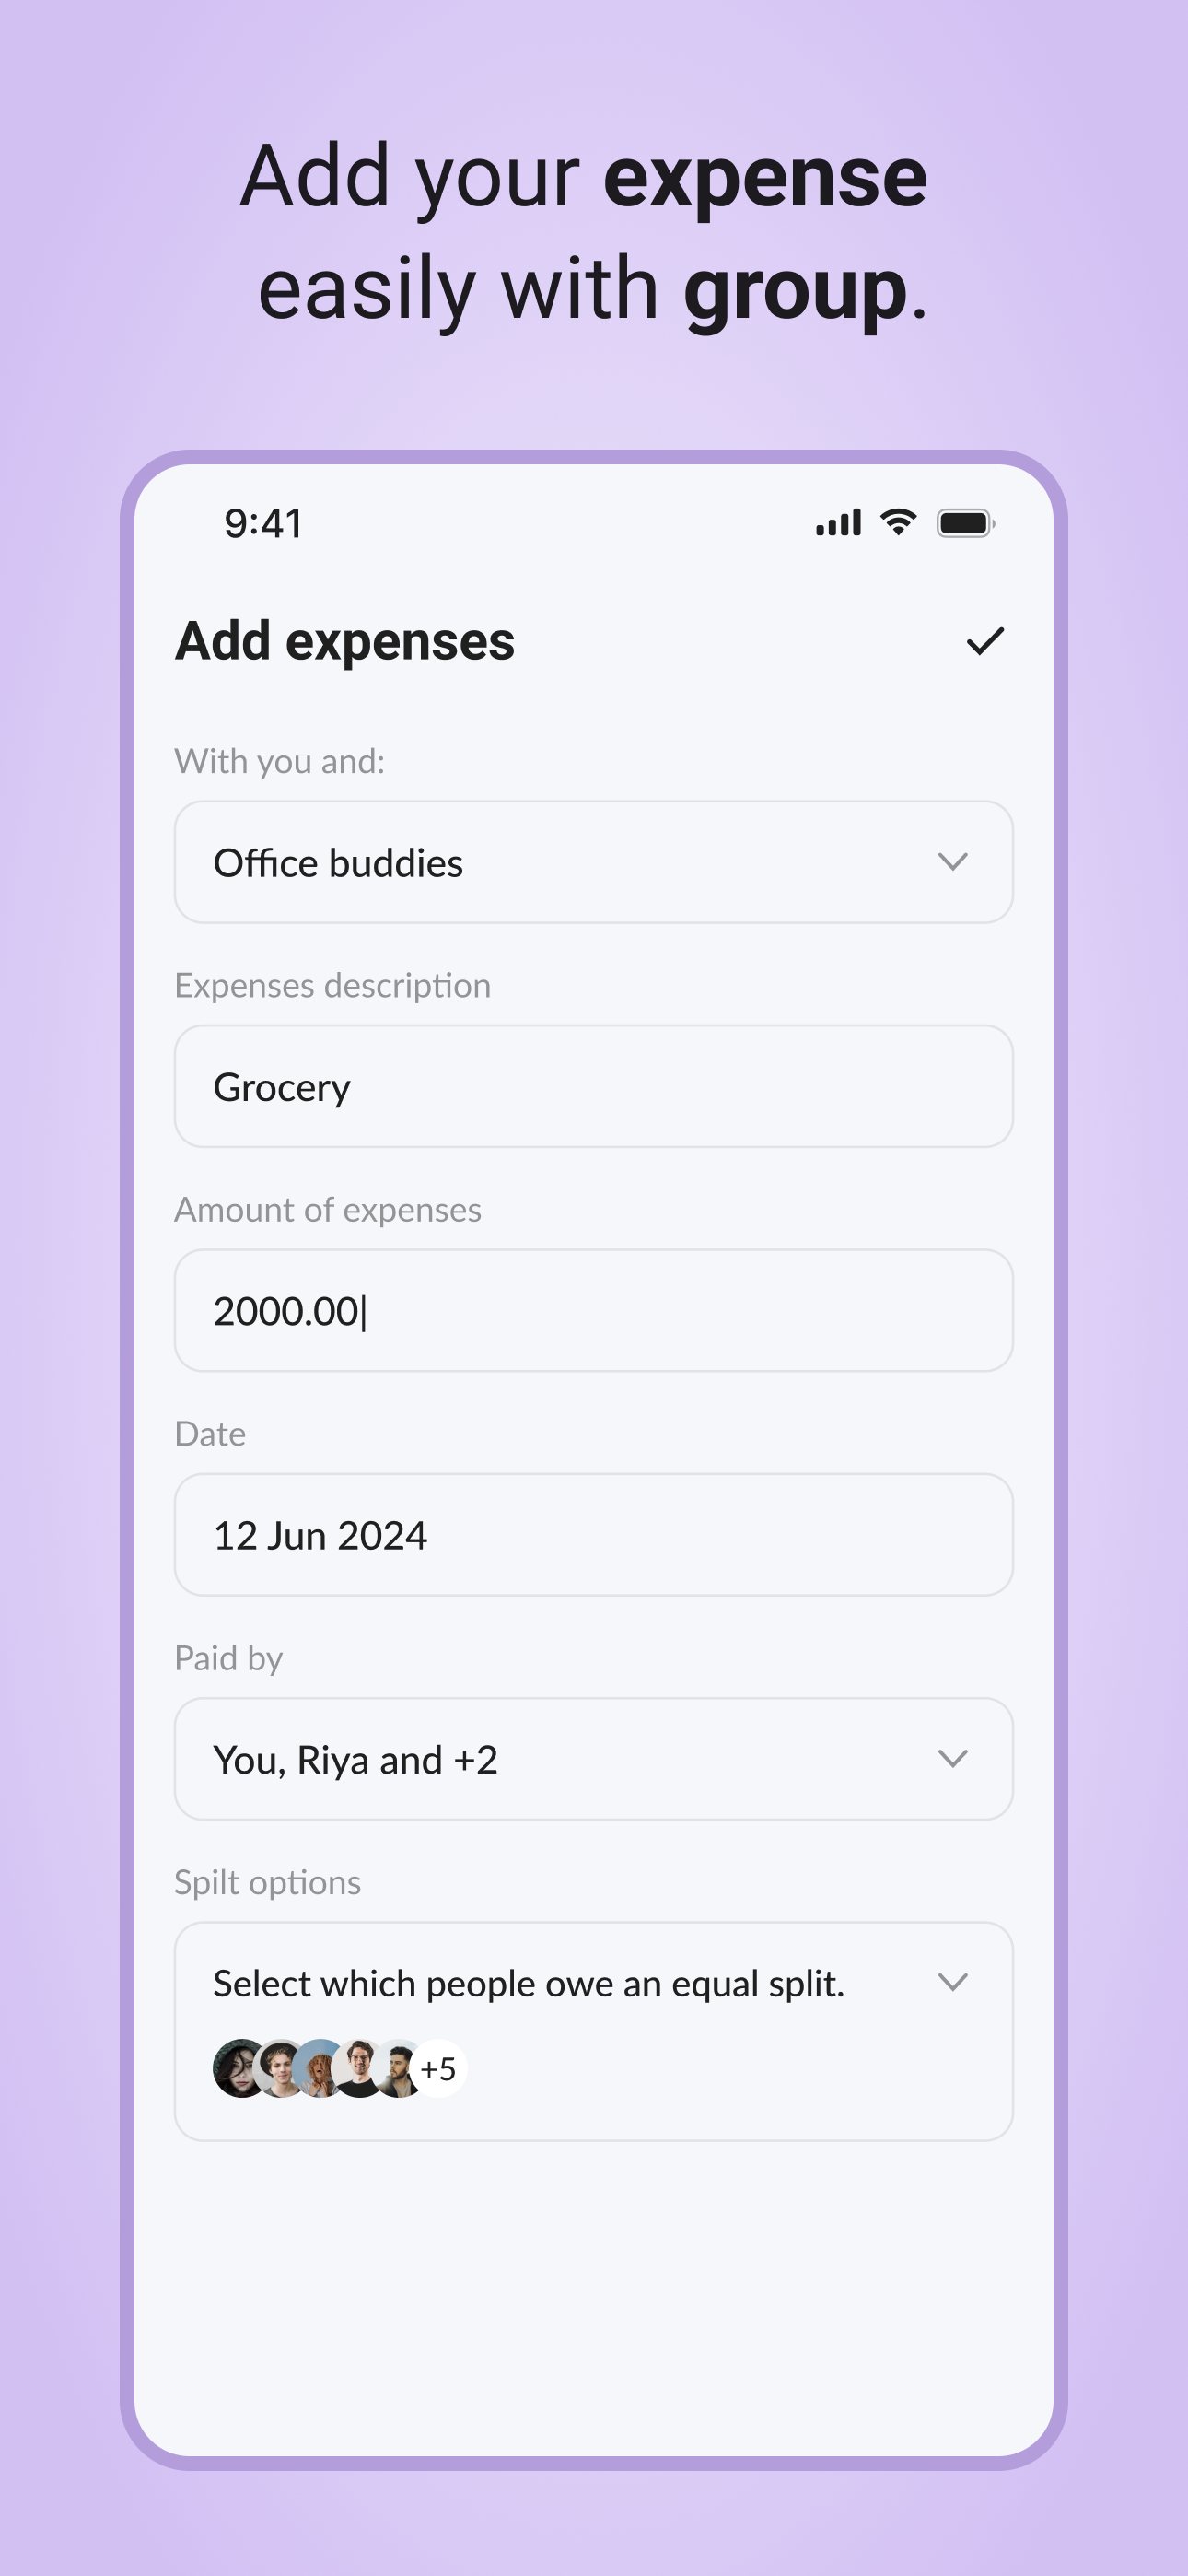 Add your expense
easily with group.
9:41
Add expenses
With you and:
Office buddies
Expenses description
Grocery
Amount of expenses
2000.00
Date
12 Jun 2024
Paid by
You, Riya and +2
Spilt options
Select which people owe an equal split.
+5